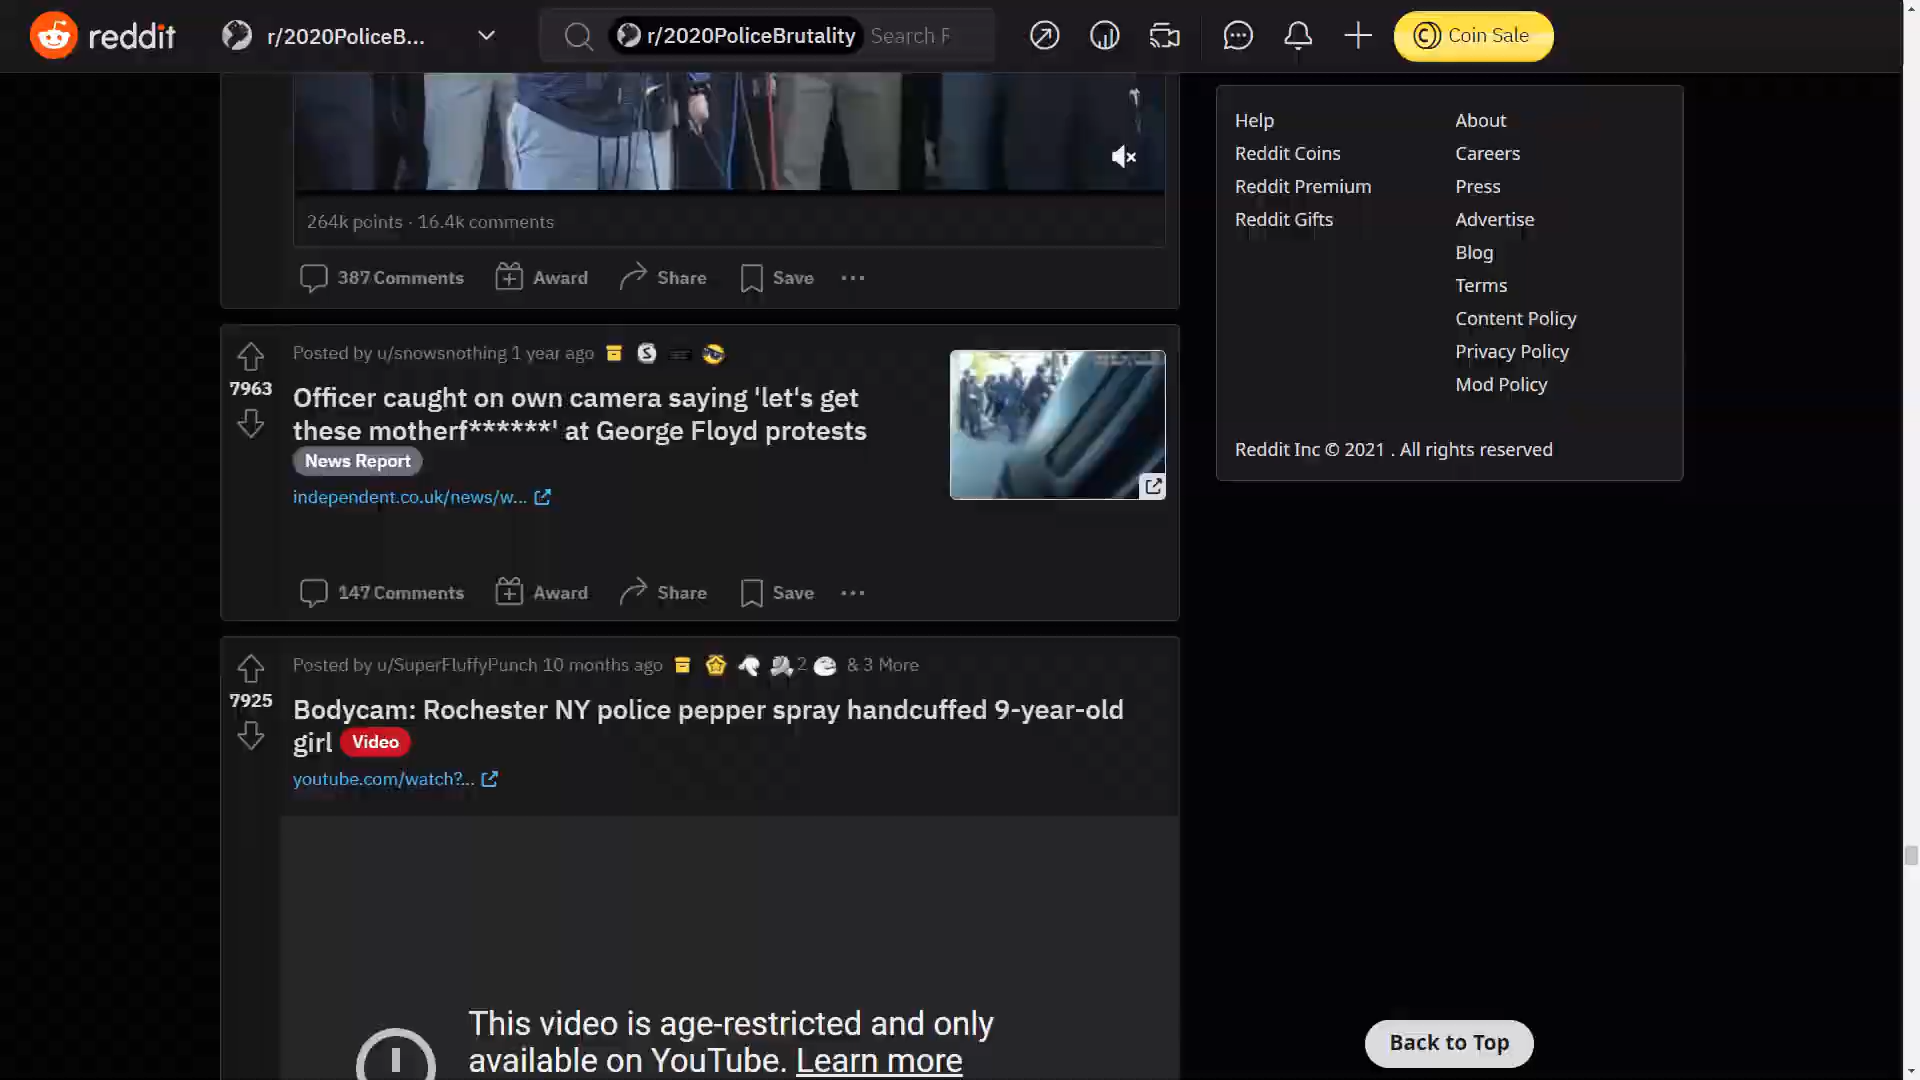 reddit r/2020PoliceB... r/2020PoliceBrutality Search Coin Sale
264k points · 16.4k comments
387 Comments Award Share Save ...
Posted by u/snowsnothing 1 year ago
7963
Officer caught on own camera saying 'let's get
these motherf******' at George Floyd protests
News Report
independent.co.uk/news/w...
147 Comments Award Share Save ...
Posted by u/SuperFluffyPunch 10 months ago 2 & 3 More
7925
Bodycam: Rochester NY police pepper spray handcuffed 9-year-old
girl Video
youtube.com/watch?...
This video is age-restricted and only
available on YouTube. Learn more
Help About
Reddit Coins Careers
Reddit Premium Press
Reddit Gifts Advertise
Blog
Terms
Content Policy
Privacy Policy
Mod Policy
Reddit Inc © 2021 . All rights reserved
Back to Top